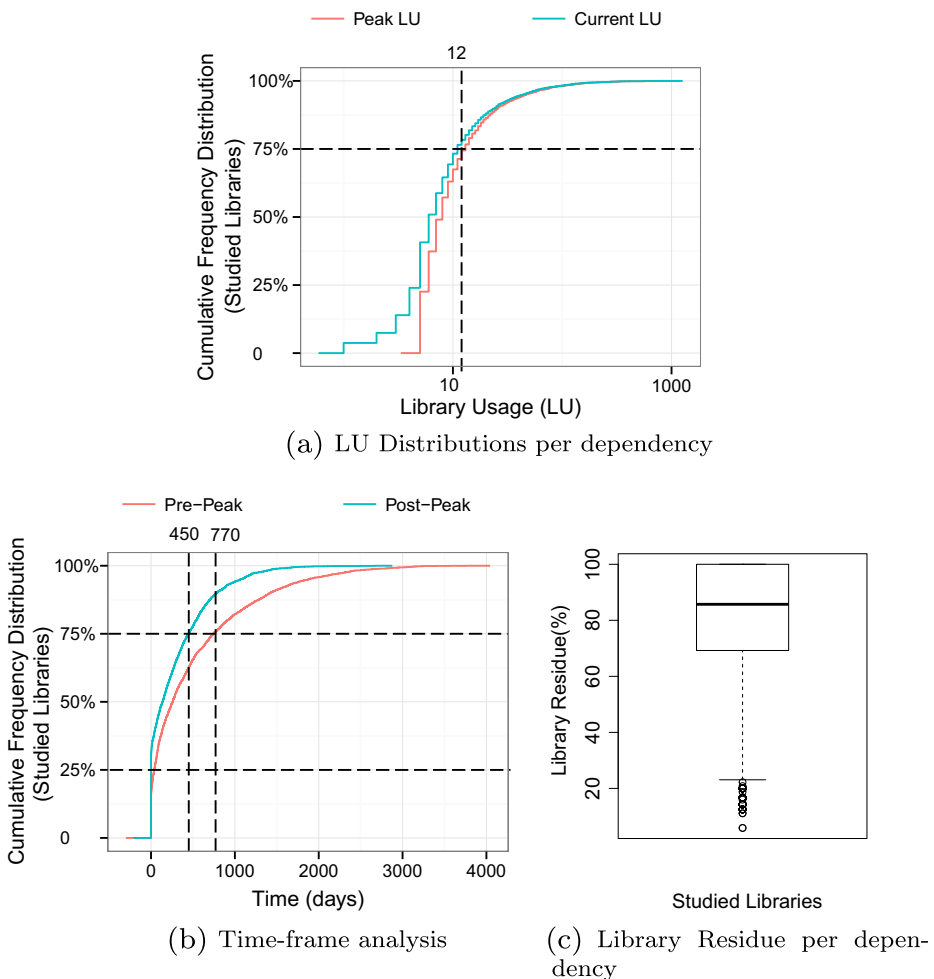 Peak LU Current LU
12
Cumulative Frequency Distribution
(Studied Libraries)
100%
75%
50%
25%
0
10 1000
Library Usage (LU)
(a) LU Distributions per dependency
Pre−Peak Post−Peak
450 770
Cumulative Frequency Distribution
(Studied Libraries)
100%
75%
50%
25%
0
0 1000 2000 3000 4000
Time (days)
(b) Time-frame analysis
Library Residue(%)
100
80
60
40
20
Studied Libraries
(c) Library Residue per depen-
dency